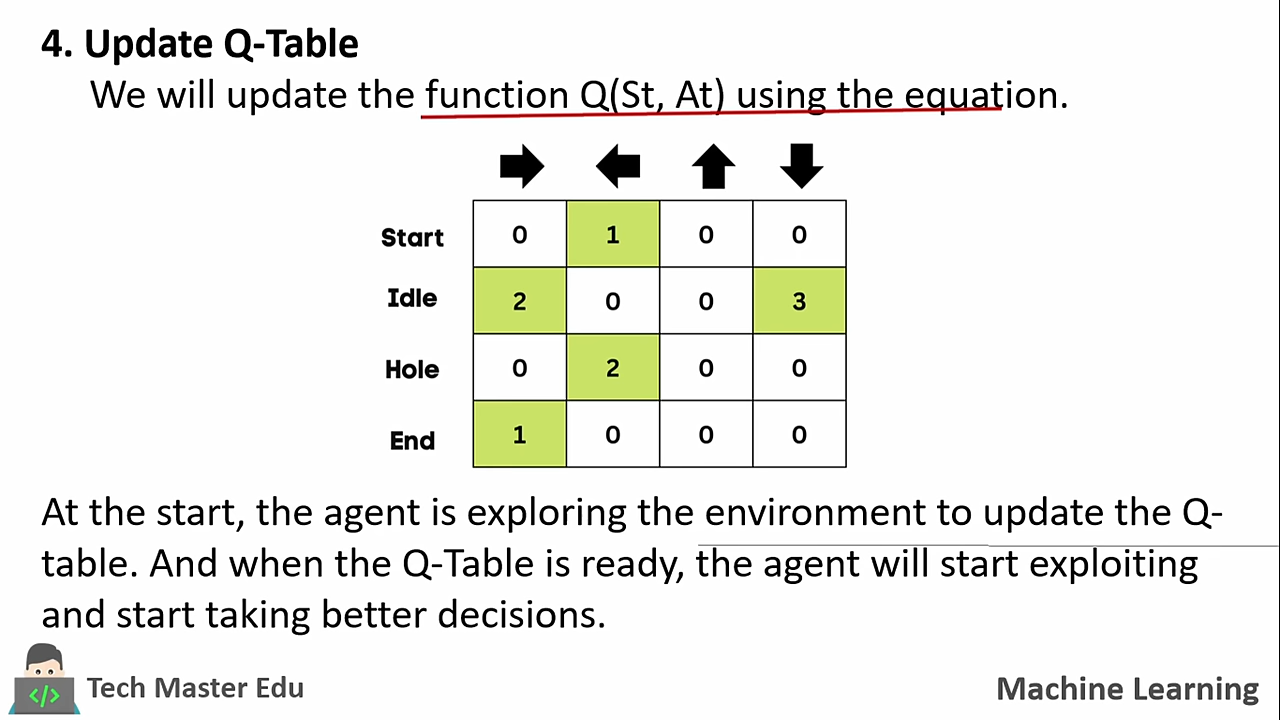 4. Update Q-Table
We will update the function Q(St, At) using the equation.
Start 0 1 0 0
Idle 2 0 0 3
Hole 0 2 0 0
End 1 0 0 0
At the start, the agent is exploring the environment to update the Q-
table. And when the Q-Table is ready, the agent will start exploiting
and start taking better decisions.
</>
Tech Master Edu
Machine Learning